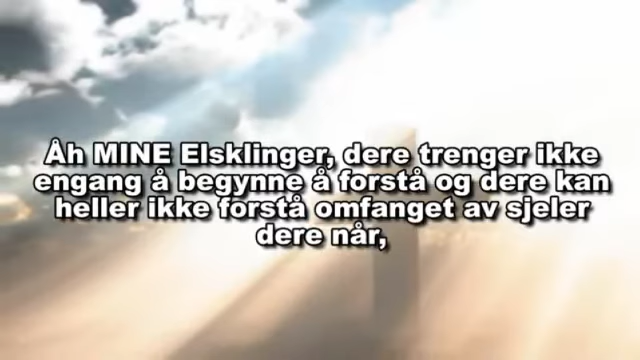 Åh MINE Elsklinger, dere trenger ikke
engang å begynne å forstå og dere kan
heller ikke forstå omfanget av sjeler
dere når,